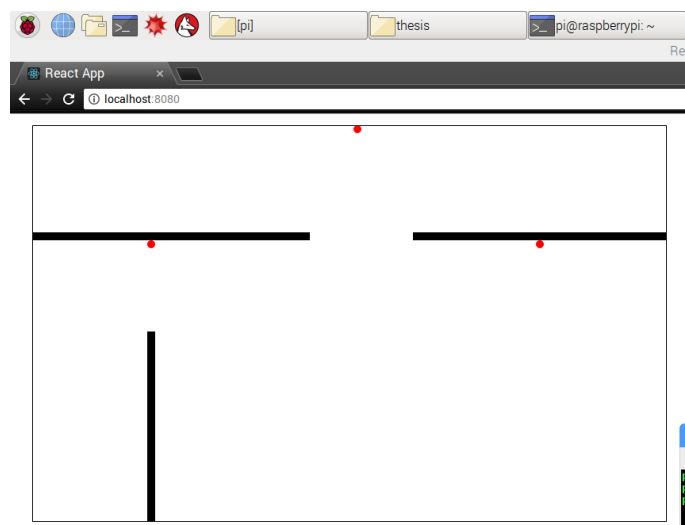 [pi]
thesis
pi@raspberrypi: ~
Re
React App
localhost:8080